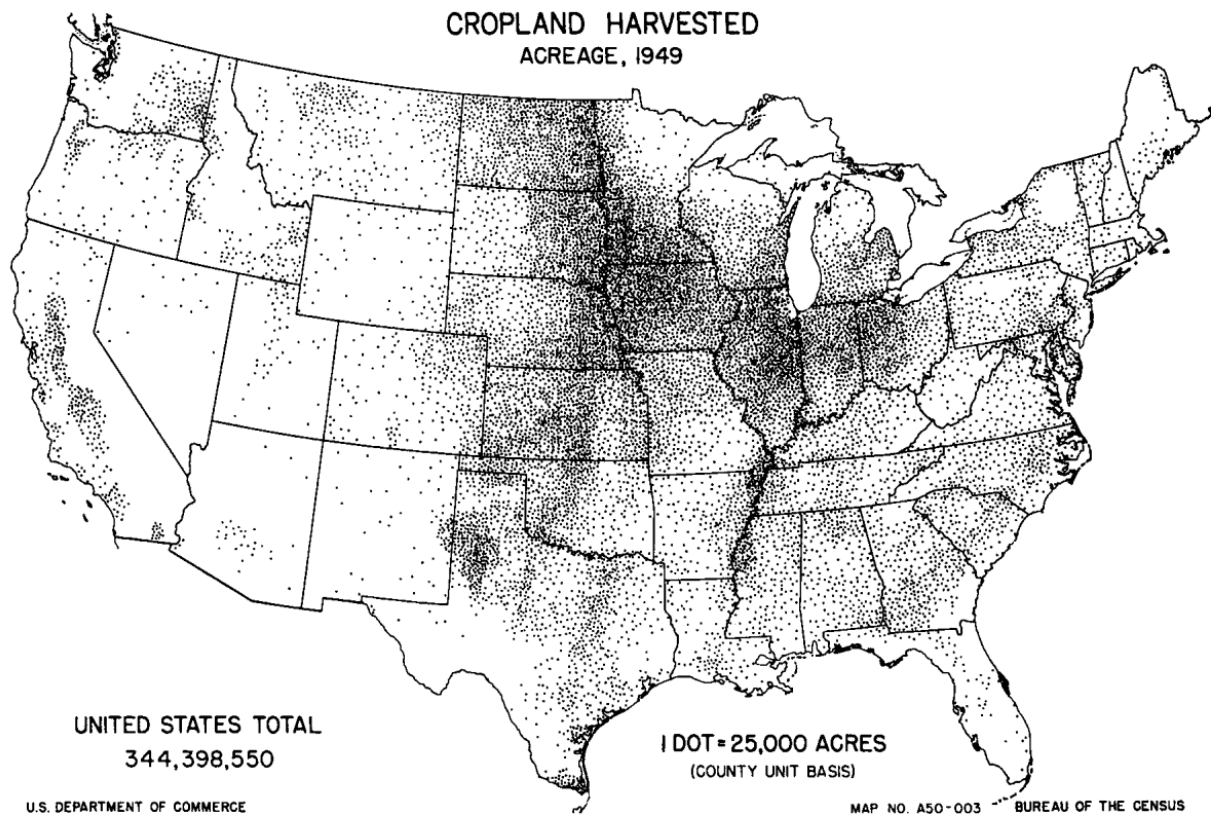 CROPLAND HARVESTED
ACREAGE, 1949
UNITED STATES TOTAL
344,398,550
1 DOT = 25,000 ACRES
(COUNTY UNIT BASIS)
U.S. DEPARTMENT OF COMMERCE
MAP NO. A50-003
BUREAU OF THE CENSUS